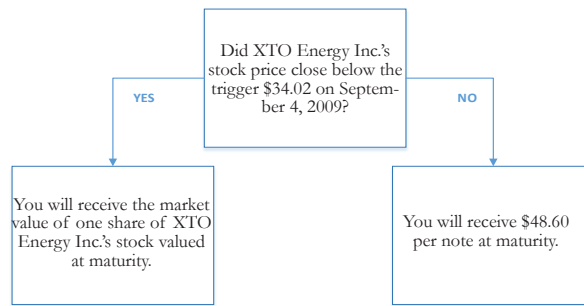 Did XTO Energy Inc.'s
stock price close below the
trigger $34.02 on Septem-
ber 4, 2009?
YES
NO
You will receive the market
value of one share of XTO
Energy Inc.'s stock valued
at maturity.
You will receive $48.60
per note at maturity.